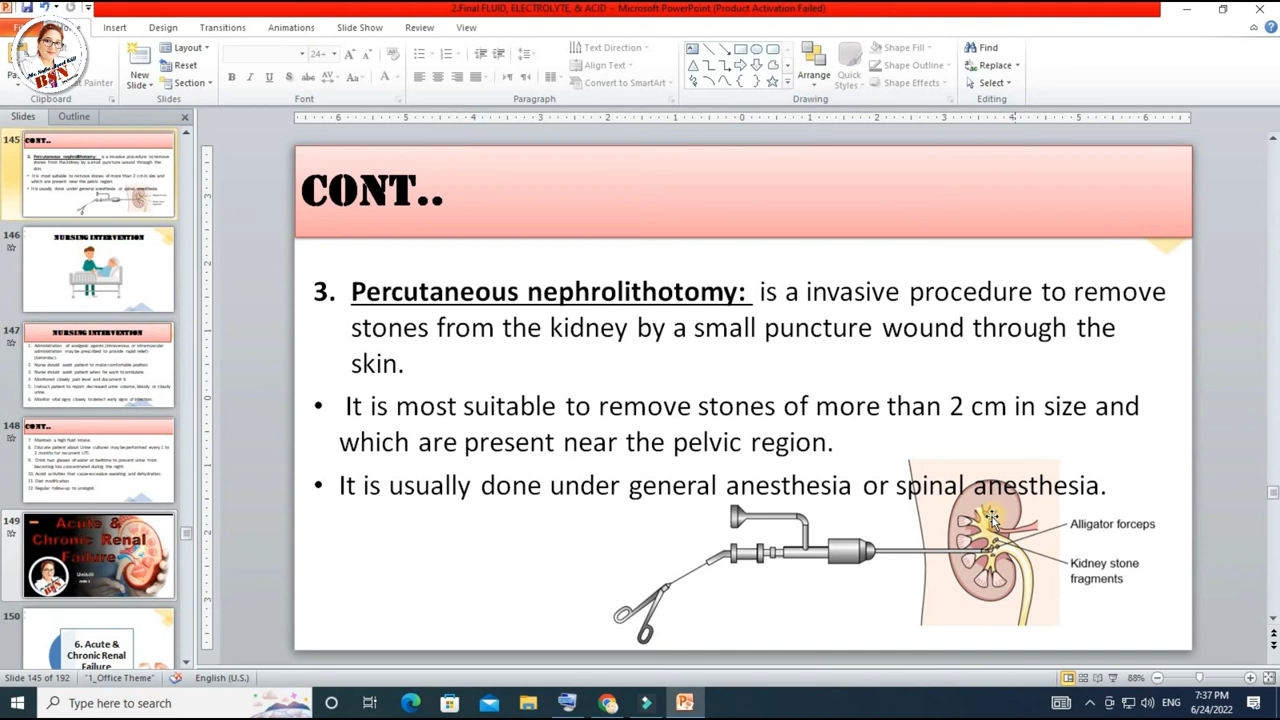 2.Final FLUID, ELECTROLYTE, & ACID - Microsoft PowerPoint (Product Activation Failed)
Insert Design Transitions Animations Slide Show Review View
New Slide Layout Reset Section
24
Text Direction
Align Text
Convert to SmartArt
Arrange Quick Styles
Shape Fill
Shape Outline
Shape Effects
Find
Replace
Select
Clipboard Slides Font Paragraph Drawing Editing
Slides Outline
145
CONT..
146
NURSING INTERVENTION
147
NURSING INTERVENTION
148
CONT..
149
Acute &
Chronic Renal
Failure
150
6. Acute &
Chronic Renal
Failure
CONT..
3. Percutaneous nephrolithotomy: is a invasive procedure to remove
stones from the kidney by a small puncture wound through the
skin.
• It is most suitable to remove stones of more than 2 cm in size and
which are present near the pelvic region.
• It is usually done under general anesthesia or spinal anesthesia.
Alligator forceps
Kidney stone
fragments
Slide 145 of 192 "1_Office Theme" English (U.S.) 88%
Type here to search
ENG
7:37 PM
6/24/2022